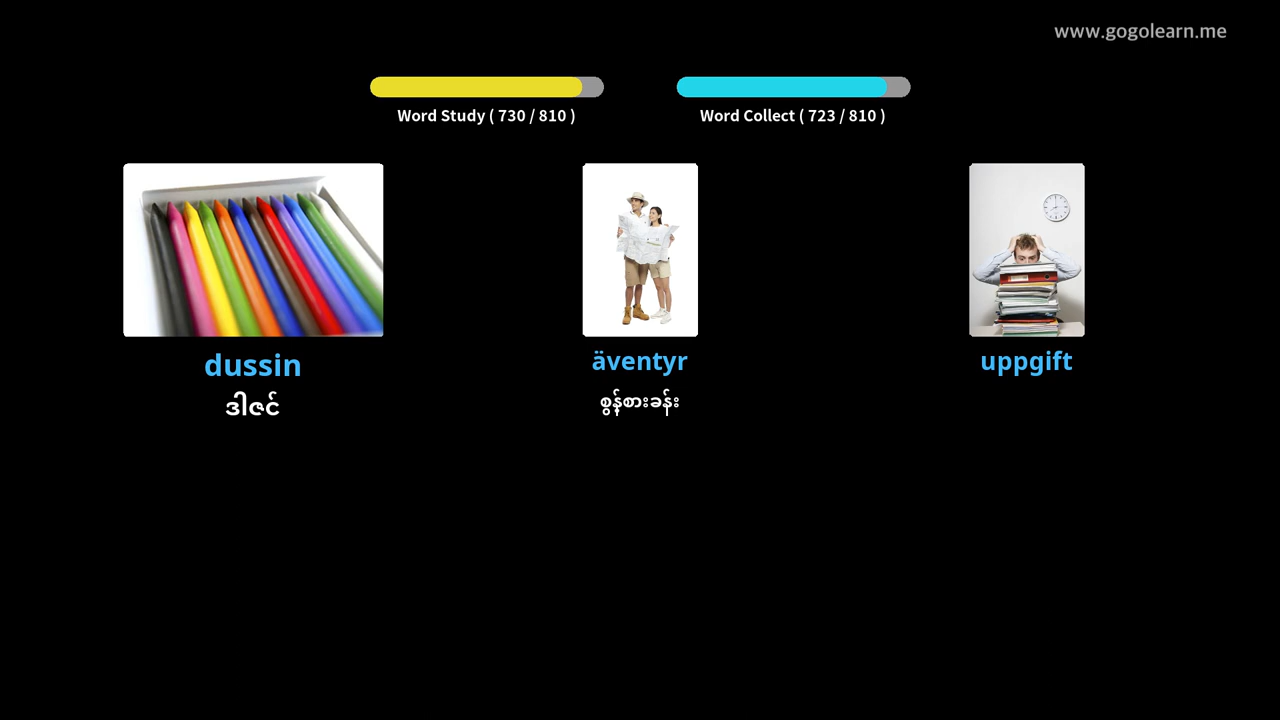 www.gogolearn.me
Word Study ( 730 / 810 )
Word Collect ( 723 / 810 )
dussin
ဒါဇင်
äventyr
စွန့်စားခန်း
uppgift